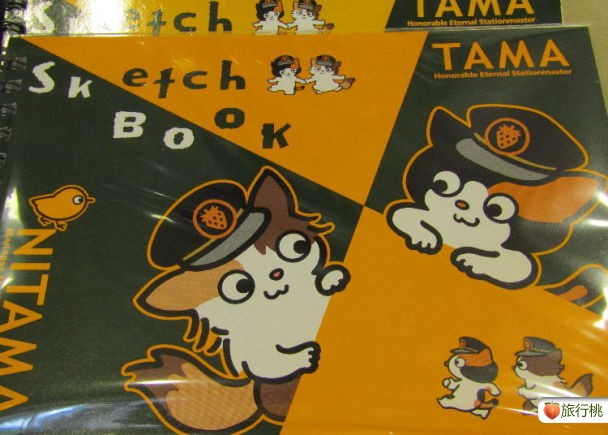 TAMA
Honorable Eternal Stationmaster
Sketch
TAMA
Honorable Eternal Stationmaster
Sketch
Book
NITAMA
旅行桃